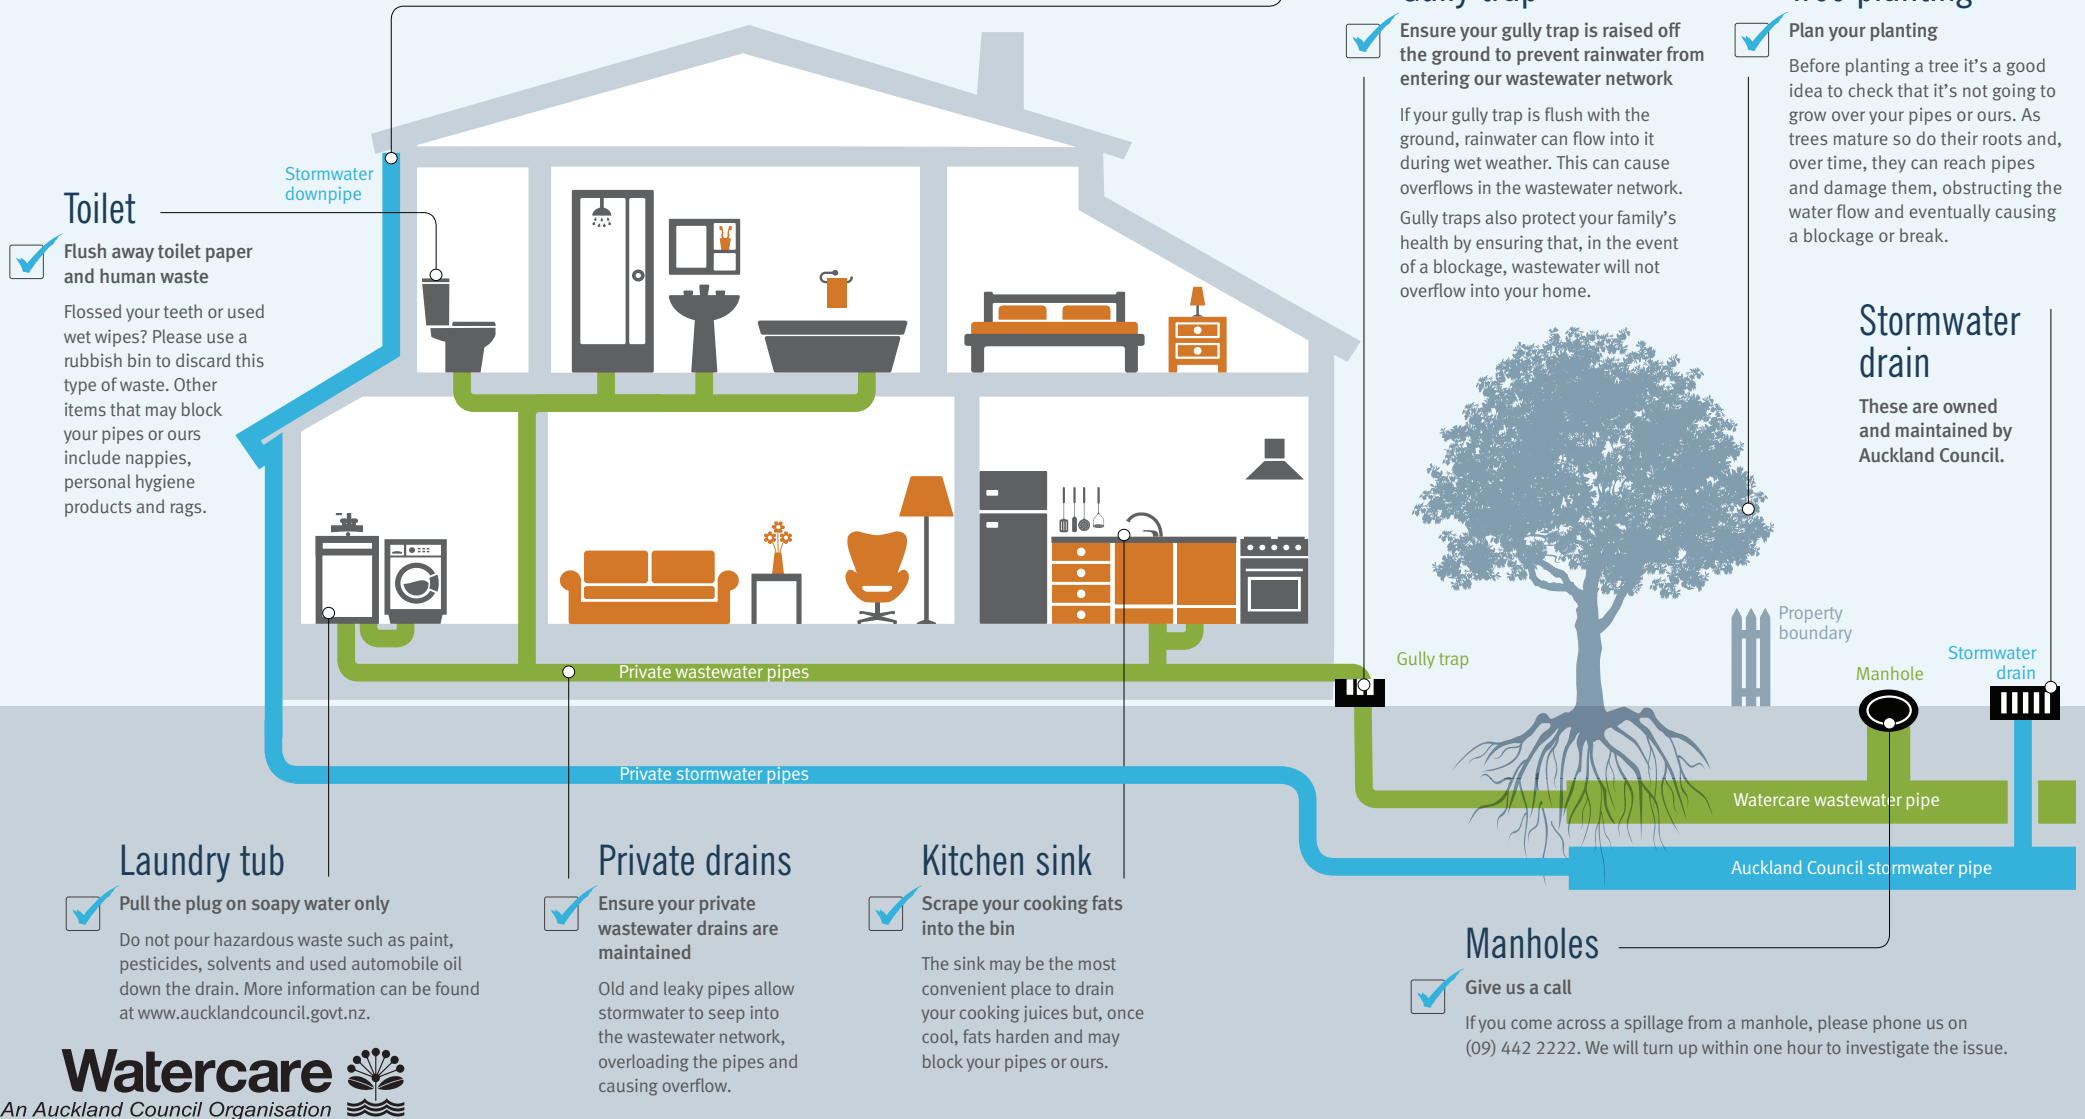 Gully trap
Ensure your gully trap is raised off
the ground to prevent rainwater from
entering our wastewater network
If your gully trap is flush with the
ground, rainwater can flow into it
during wet weather. This can cause
overflows in the wastewater network.
Gully traps also protect your family's
health by ensuring that, in the event
of a blockage, wastewater will not
overflow into your home.
Tree planting
Plan your planting
Before planting a tree it's a good
idea to check that it's not going to
grow over your pipes or ours. As
trees mature so do their roots and,
over time, they can reach pipes
and damage them, obstructing the
water flow and eventually causing
a blockage or break.
Stormwater
downpipe
Toilet
Flush away toilet paper
and human waste
Flossed your teeth or used
wet wipes? Please use a
rubbish bin to discard this
type of waste. Other
items that may block
your pipes or ours
include nappies,
personal hygiene
products and rags.
Stormwater
drain
These are owned
and maintained by
Auckland Council.
Property
boundary
Gully trap
Manhole
Stormwater
drain
Private wastewater pipes
Private stormwater pipes
Watercare wastewater pipe
Auckland Council stormwater pipe
Laundry tub
Pull the plug on soapy water only
Do not pour hazardous waste such as paint,
pesticides, solvents and used automobile oil
down the drain. More information can be found
at www.aucklandcouncil.govt.nz.
Private drains
Ensure your private
wastewater drains are
maintained
Old and leaky pipes allow
stormwater to seep into
the wastewater network,
overloading the pipes and
causing overflow.
Kitchen sink
Scrape your cooking fats
into the bin
The sink may be the most
convenient place to drain
your cooking juices but, once
cool, fats harden and may
block your pipes or ours.
Manholes
Give us a call
If you come across a spillage from a manhole, please phone us on
(09) 442 2222. We will turn up within one hour to investigate the issue.
Watercare
An Auckland Council Organisation